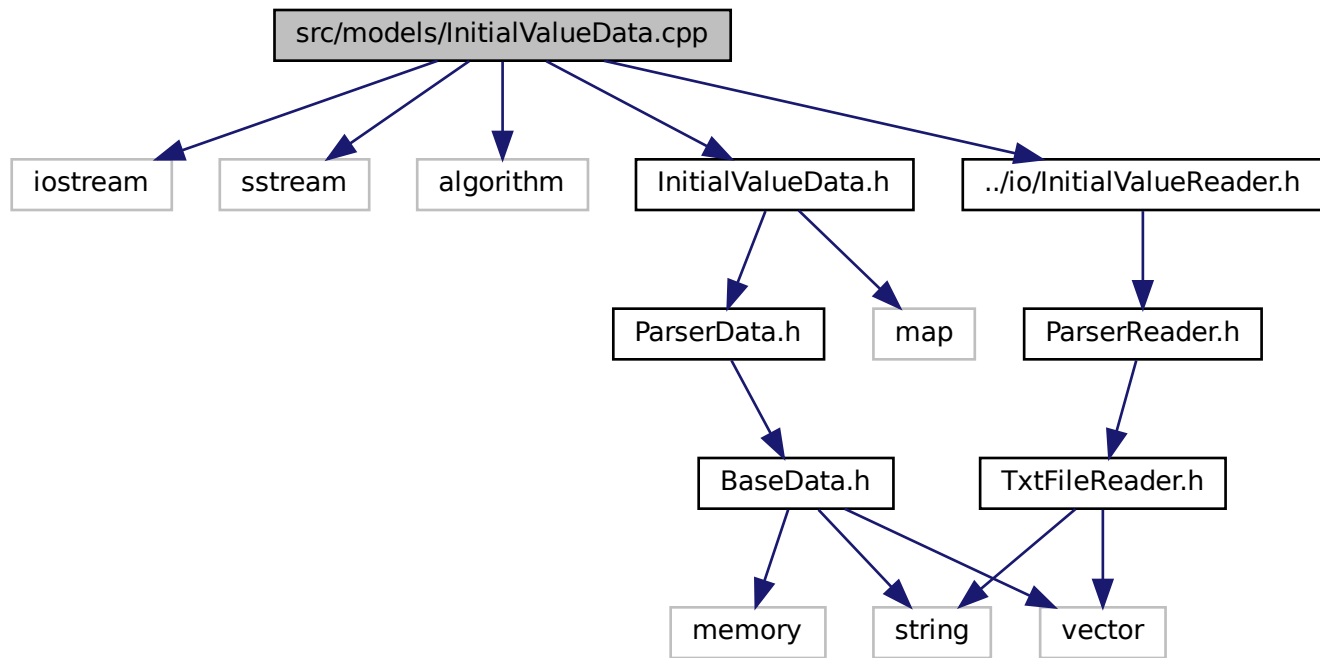 src/models/InitialValueData.cpp
iostream
sstream
algorithm
InitialValueData.h
../io/InitialValueReader.h
ParserData.h
map
ParserReader.h
BaseData.h
TxtFileReader.h
memory
string
vector